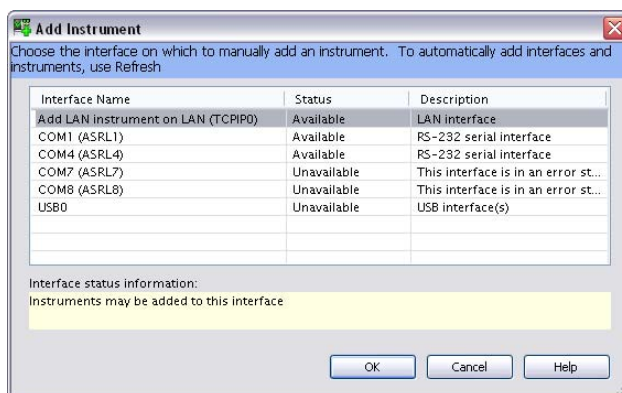 Add Instrument
Choose the interface on which to manually add an instrument. To automatically add interfaces and
instruments, use Refresh
Interface Name Status Description
Add LAN instrument on LAN (TCPIP0) Available LAN interface
COM1 (ASRL1) Available RS-232 serial interface
COM4 (ASRL4) Available RS-232 serial interface
COM7 (ASRL7) Unavailable This interface is in an error st...
COM8 (ASRL8) Unavailable This interface is in an error st...
USB0 Unavailable USB interface(s)
Interface status information:
Instruments may be added to this interface
OK Cancel Help